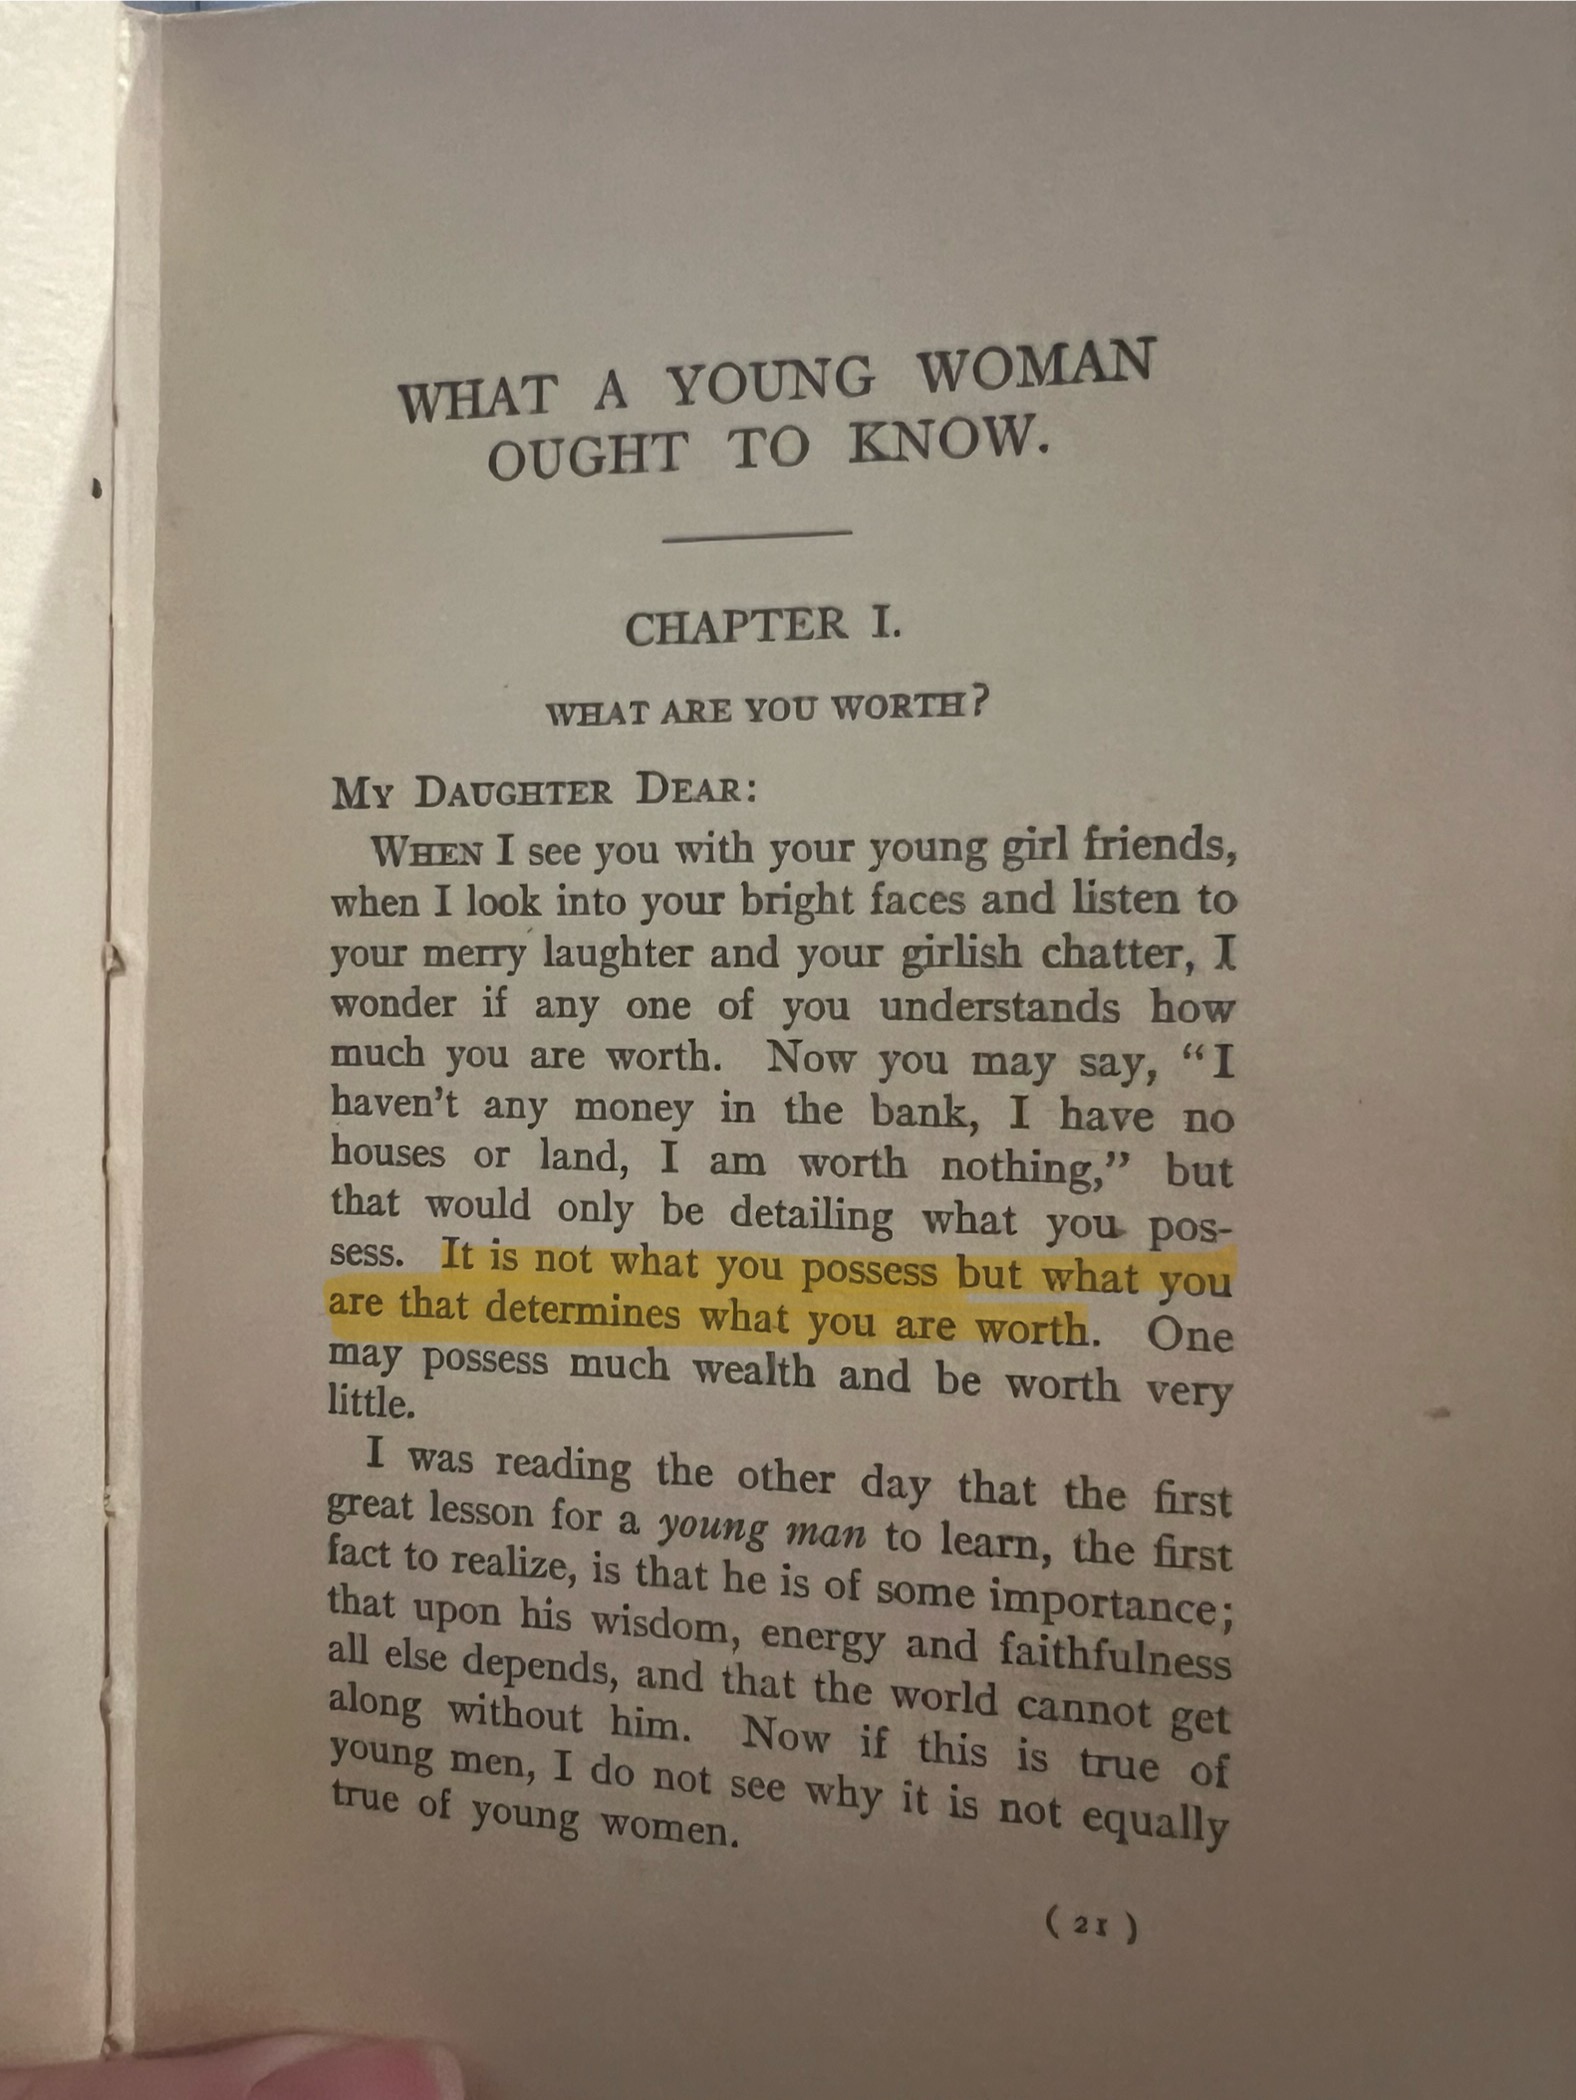 WHAT A YOUNG WOMAN
OUGHT TO KNOW.
CHAPTER I.
WHAT ARE YOU WORTH?
MY DAUGHTER DEAR:
WHEN I see you with your young girl friends,
when I look into your bright faces and listen to
your merry laughter and your girlish chatter, I
wonder if any one of you understands how
much you are worth. Now you may say, “I
haven't any money in the bank, I have no
houses or land, I am worth nothing,” but
that would only be detailing what you pos-
sess. It is not what you possess but what you
are that determines what you are worth. One
may possess much wealth and be worth very
little.
I was reading the other day that the first
great lesson for a young man to learn, the first
fact to realize, is that he is of some importance;
that upon his wisdom, energy and faithfulness
all else depends, and that the world cannot get
along without him. Now if this is true of
young men, I do not see why it is not equally
true of young women.
( 21 )